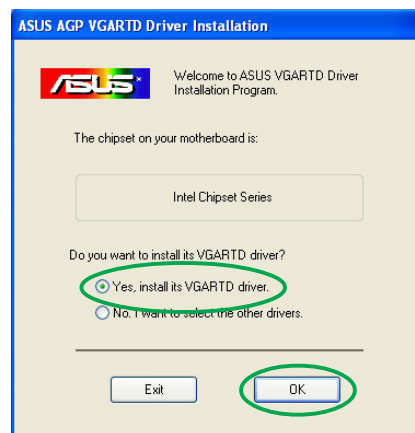 ASUS AGP VGARTD Driver Installation
ASUS
Welcome to ASUS VGARTD Driver
Installation Program.
The chipset on your motherboard is:
Intel Chipset Series
Do you want to install its VGARTD driver?
Yes, install its VGARTD driver.
No. I want to select the other drivers.
Exit
OK